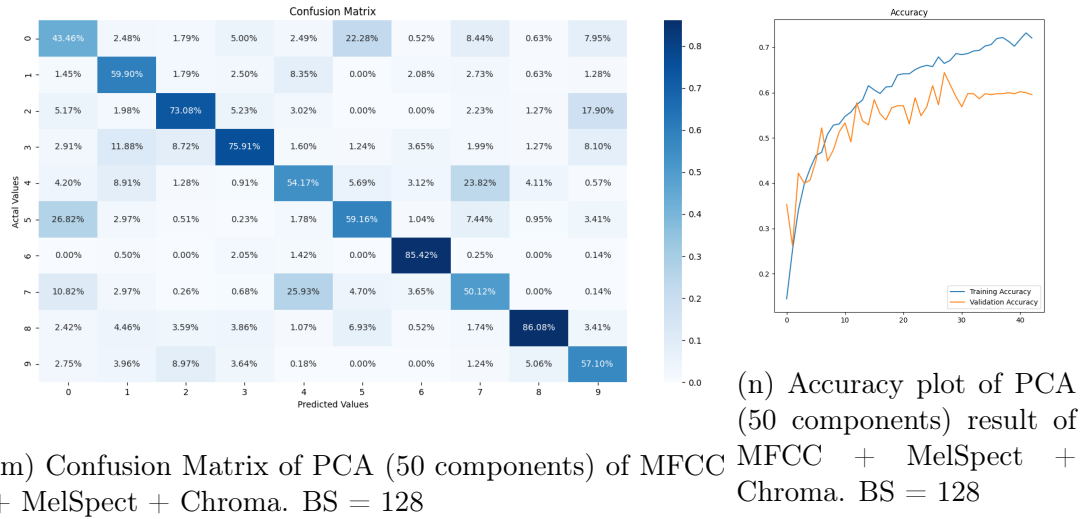 Confusion Matrix
0 43.46% 2.48% 1.79% 5.00% 2.49% 22.28% 0.52% 8.44% 0.63% 7.95%
1 1.45% 59.90% 1.79% 2.50% 8.35% 0.00% 2.08% 2.73% 0.63% 1.28%
2 5.17% 1.98% 73.08% 5.23% 3.02% 0.00% 0.00% 2.23% 1.27% 17.90%
3 2.91% 11.88% 8.72% 75.91% 1.60% 1.24% 3.65% 1.99% 1.27% 8.10%
4 4.20% 8.91% 1.28% 0.91% 54.17% 5.69% 3.12% 23.82% 4.11% 0.57%
5 26.82% 2.97% 0.51% 0.23% 1.78% 59.16% 1.04% 7.44% 0.95% 3.41%
6 0.00% 0.50% 0.00% 2.05% 1.42% 0.00% 85.42% 0.25% 0.00% 0.14%
7 10.82% 2.97% 0.26% 0.68% 25.93% 4.70% 3.65% 50.12% 0.00% 0.14%
8 2.42% 4.46% 3.59% 3.86% 1.07% 6.93% 0.52% 1.74% 86.08% 3.41%
9 2.75% 3.96% 8.97% 3.64% 0.18% 0.00% 0.00% 1.24% 5.06% 57.10%
0 1 2 3 4 5 6 7 8 9
Actal Values
Predicted Values
0.8
0.7
0.6
0.5
0.4
0.3
0.2
0.1
0.0
m) Confusion Matrix of PCA (50 components) of MFCC
+ MelSpect + Chroma. BS = 128
Accuracy
0.7
0.6
0.5
0.4
0.3
0.2
0 10 20 30 40
Training Accuracy
Validation Accuracy
(n) Accuracy plot of PCA
(50 components) result of
MFCC + MelSpect +
Chroma. BS = 128